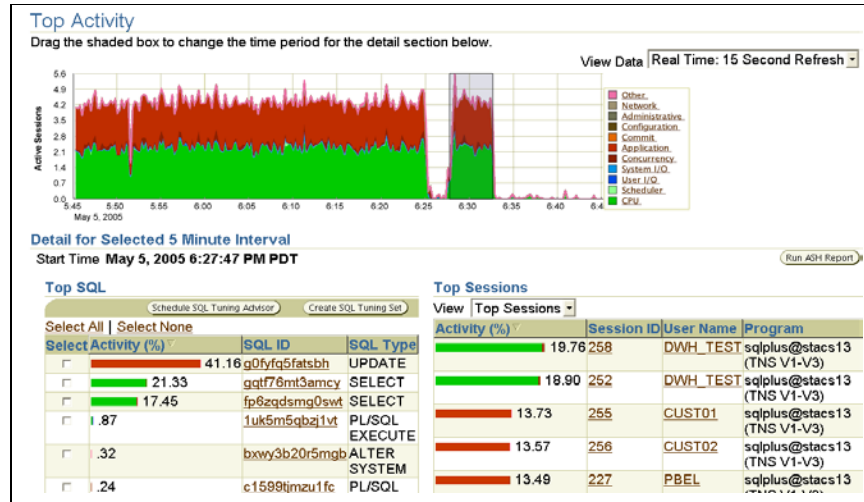 Top Activity
Drag the shaded box to change the time period for the detail section below.
View Data Real Time: 15 Second Refresh
Active Sessions
5.6
4.9
4.2
3.5
2.8
2.1
1.4
0.7
0.0
5:45 5:50 5:55 6:00 6:05 6:10 6:15 6:20 6:25 6:30 6:35 6:40 6:4
May 5, 2005
Other
Network
Administrative
Configuration
Commit
Application
Concurrency
System I/O
User I/O
Scheduler
CPU
Detail for Selected 5 Minute Interval
Start Time May 5, 2005 6:27:47 PM PDT
Run ASH Report
Top SQL
Schedule SQL Tuning Advisor Create SQL Tuning Set
Select All | Select None
Select Activity (%) SQL ID SQL Type
41.16 g0fyfq5fatsbh UPDATE
21.33 gqtf76mt3amcy SELECT
17.45 fp6zqdsmg0swt SELECT
.87 1uk5m5qbzj1vt PL/SQL EXECUTE
.32 bxwy3b20r5mgb ALTER SYSTEM
.24 c1599tjmzu1fc PL/SQL
Top Sessions
View Top Sessions
Activity (%) Session ID User Name Program
19.76 258 DWH_TEST sqlplus@stacs13 (TNS V1-V3)
18.90 252 DWH_TEST sqlplus@stacs13 (TNS V1-V3)
13.73 255 CUST01 sqlplus@stacs13 (TNS V1-V3)
13.57 256 CUST02 sqlplus@stacs13 (TNS V1-V3)
13.49 227 PBEL sqlplus@stacs13 (TNS V1-V3)